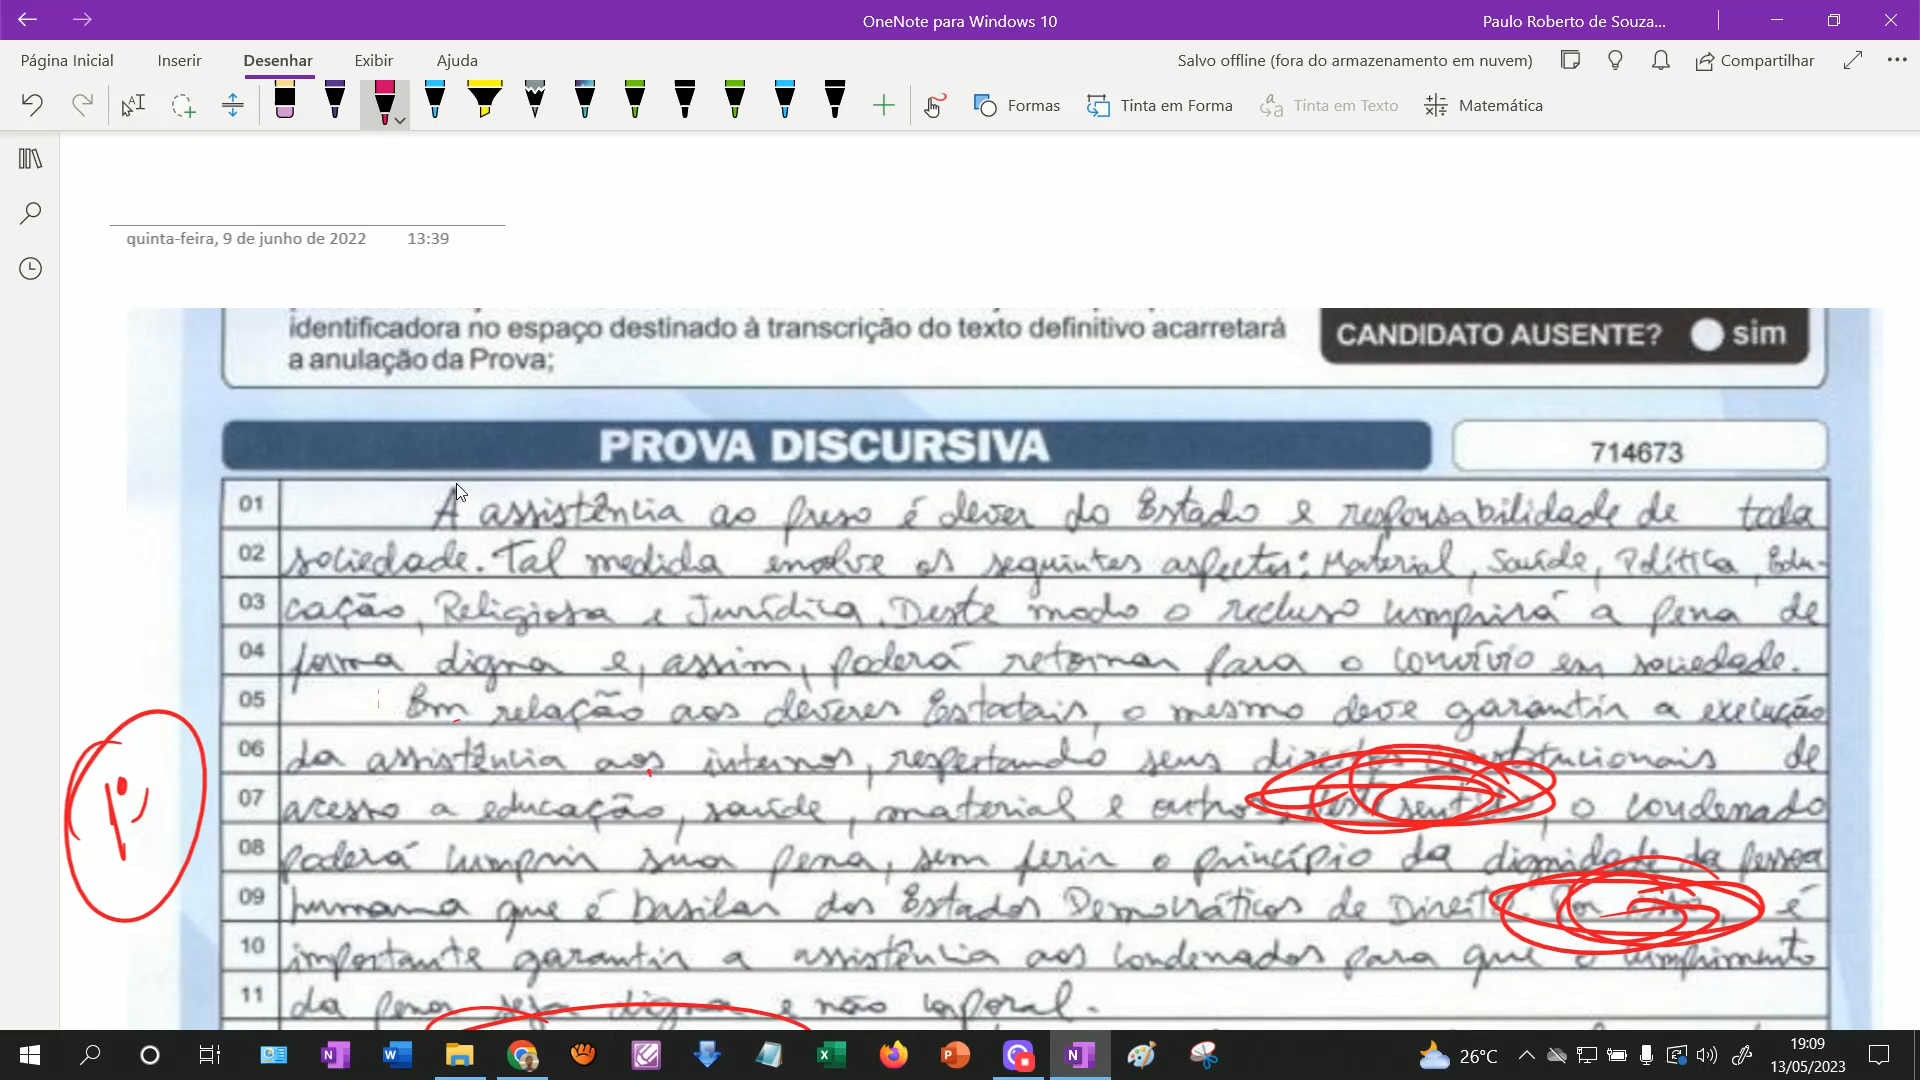 OneNote para Windows 10
Paulo Roberto de Souza...
Página Inicial Inserir Desenhar Exibir Ajuda
Salvo offline (fora do armazenamento em nuvem) Compartilhar
Formas Tinta em Forma Tinta em Texto Matemática
quinta-feira, 9 de junho de 2022 13:39
identificadora no espaço destinado à transcrição do texto definitivo acarretará
a anulação da Prova;
CANDIDATO AUSENTE? sim
PROVA DISCURSIVA 714673
01 A assistência ao preso é dever do Estado e responsabilidade de toda
02 sociedade. Tal medida envolve os seguintes aspectos: Material, Saúde, Política, Edu-
03 cação, Religiosa e Jurídica. Deste modo o recluso cumprirá a pena de
04 forma digna e, assim, poderá retornar para o convívio em sociedade.
05 Em relação aos deveres Estatais, o mesmo deve garantir a execução
06 da assistência aos internos, respeitando seus direitos constitucionais de
07 acesso a educação, saúde, material e outros. Neste sentido, o condenado
08 poderá cumprir sua pena, sem ferir o princípio da dignidade da pessoa
09 humana que é basilar dos Estados Democráticos de Direito. Por é
10 importante garantir a assistência aos condenados para que o cumprimento
11 da pena seja digna e não corporal.
26°C
19:09
13/05/2023